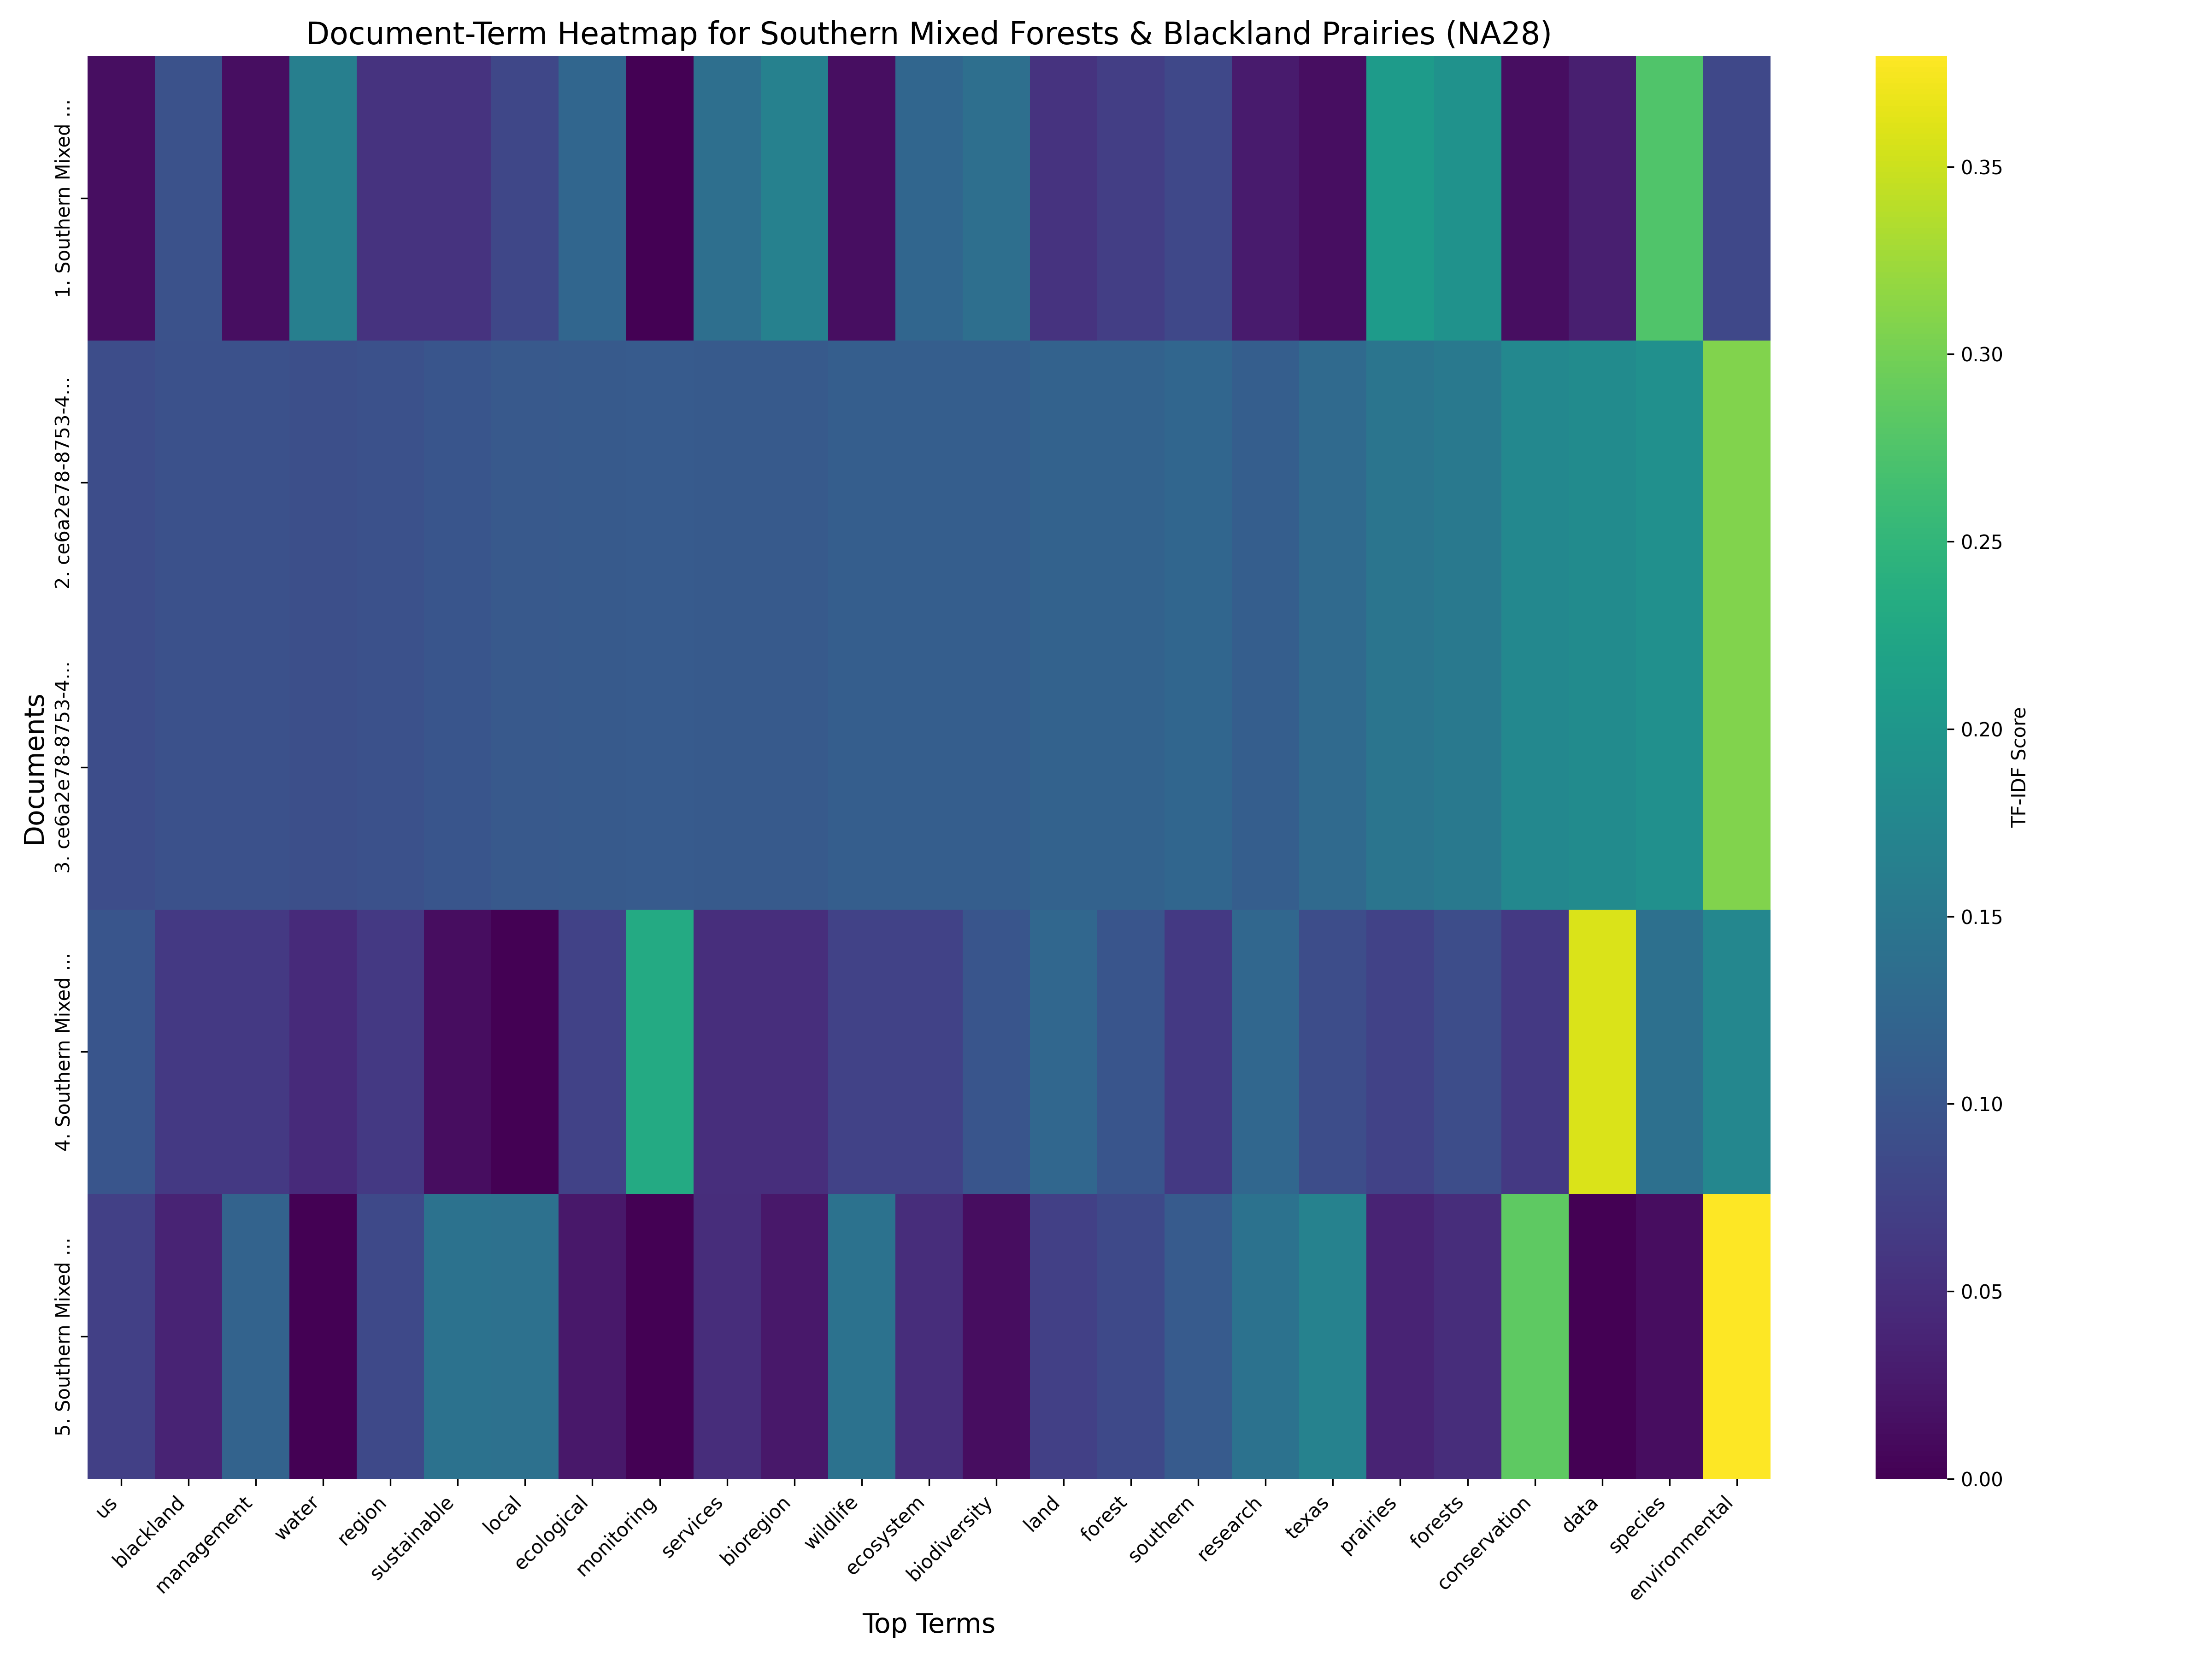 Document-Term Heatmap for Southern Mixed Forests & Blackland Prairies (NA28)
Documents
1. Southern Mixed ...
2. ce6a2e78-8753-4...
3. ce6a2e78-8753-4...
4. Southern Mixed ...
5. Southern Mixed ...
us
blackland
management
water
region
sustainable
local
ecological
monitoring
services
bioregion
wildlife
ecosystem
biodiversity
land
forest
southern
research
texas
prairies
forests
conservation
data
species
environmental
Top Terms
0.35
0.30
0.25
0.20
0.15
0.10
0.05
0.00
TF-IDF Score